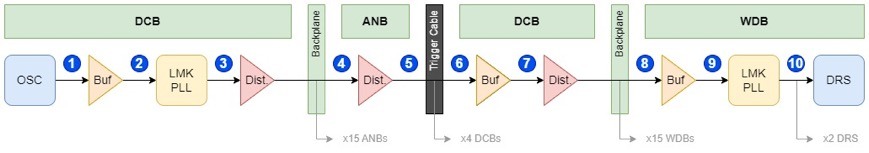 DCB
ANB
DCB
WDB
Backplane
Trigger Cable
Backplane
1
2
3
4
5
6
7
8
9
10
OSC
Buf
LMK
PLL
Dist.
Dist.
Buf
Dist.
Buf
LMK
PLL
DRS
x15 ANBs
x4 DCBs
x15 WDBs
x2 DRS